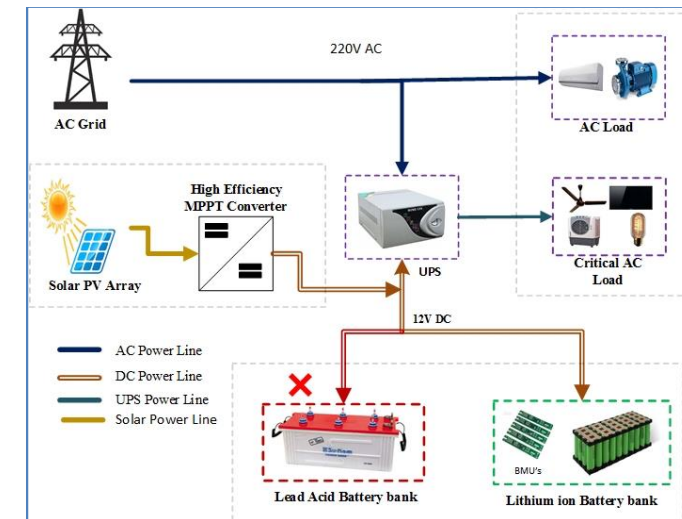 220V AC
AC Grid
AC Load
High Efficiency
MPPT Converter
Solar PV Array
UPS
Critical AC
Load
12V DC
AC Power Line
DC Power Line
UPS Power Line
Solar Power Line
BMU's
Lead Acid Battery bank
Lithium ion Battery bank